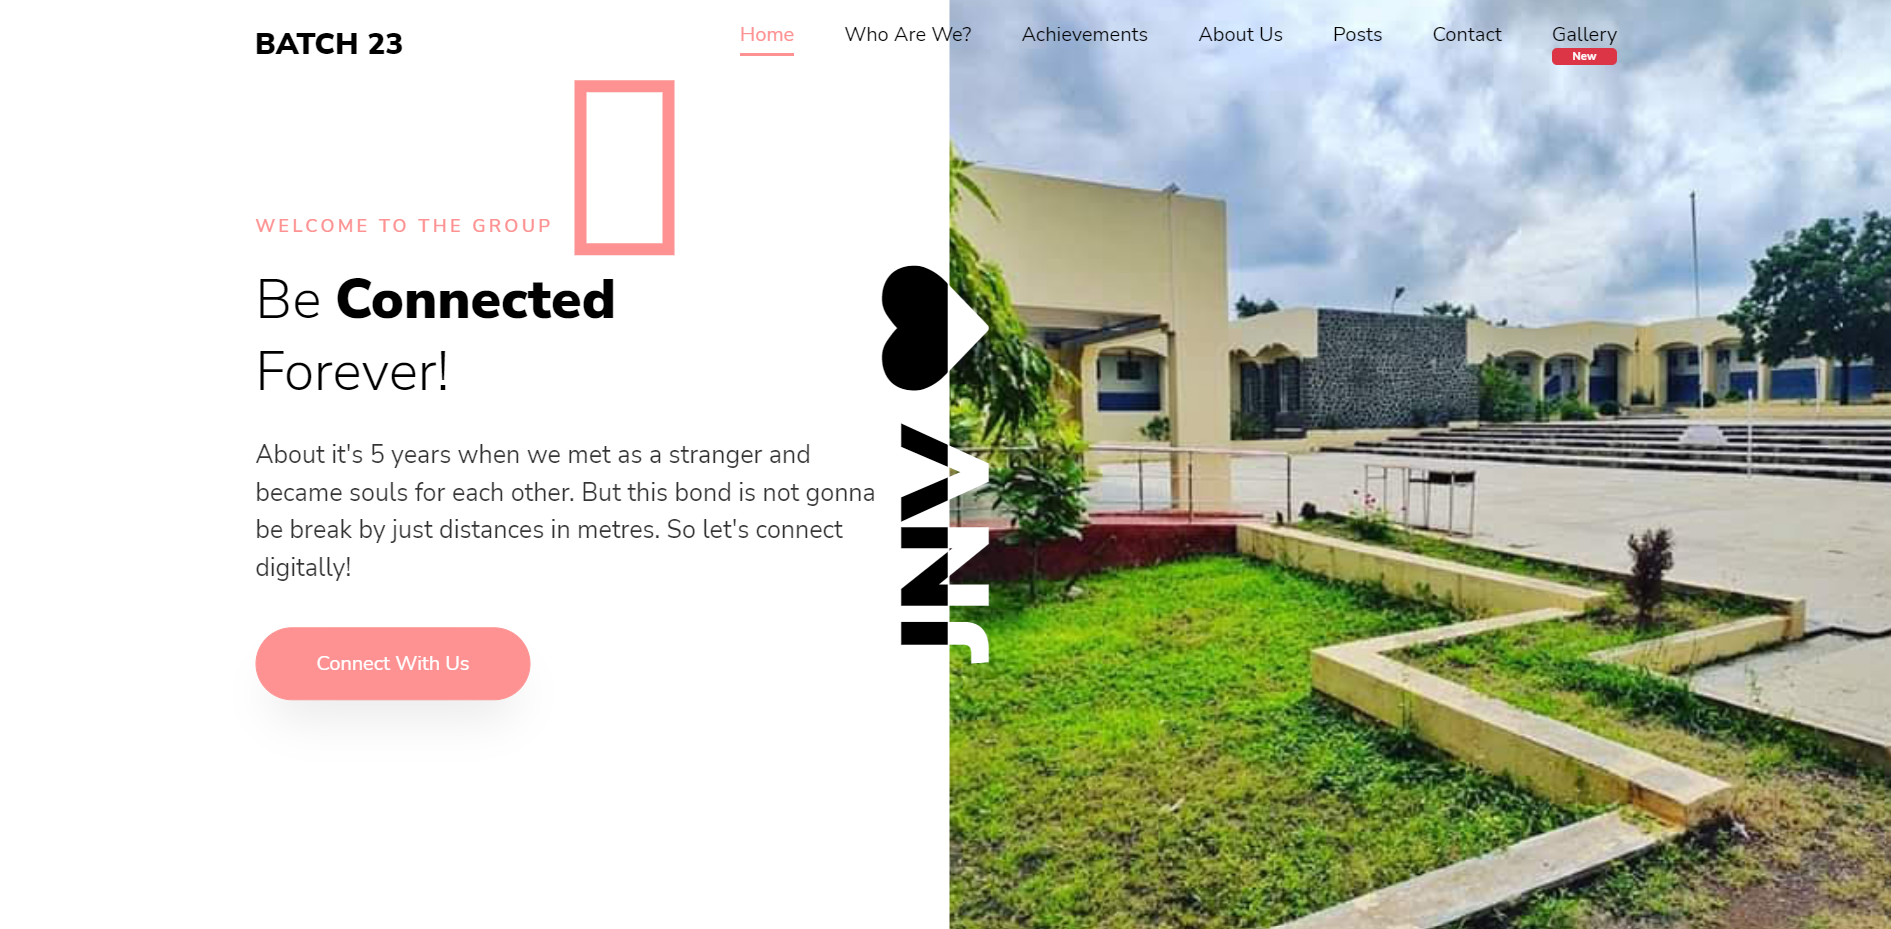 BATCH 23
Home
Who Are We?
Achievements
About Us
Posts
Contact
Gallery
New
WELCOME TO THE GROUP
Be Connected
Forever!
About it's 5 years when we met as a stranger and
became souls for each other. But this bond is not gonna
be break by just distances in metres. So let's connect
digitally!
Connect With Us
JNV